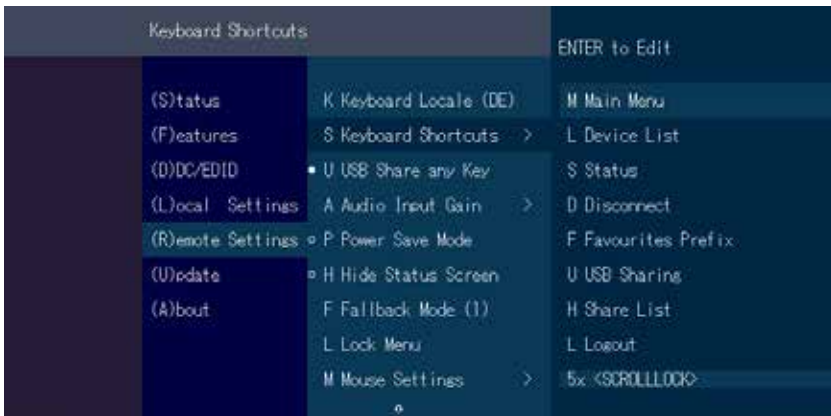 Keyboard Shortcuts
ENTER to Edit
(S)tatus
(F)eatures
(D)DC/EDID
(L)ocal Settings
(R)emote Settings
(U)pdate
(A)bout
K Keyboard Locale (DE)
S Keyboard Shortcuts >
U USB Share any Key
A Audio Input Gain >
P Power Save Mode
H Hide Status Screen
F Fallback Mode (1)
L Lock Menu
M Mouse Settings >
M Main Menu
L Device List
S Status
D Disconnect
F Favourites Prefix
U USB Sharing
H Share List
L Logout
5x <SCROLLLOCK>